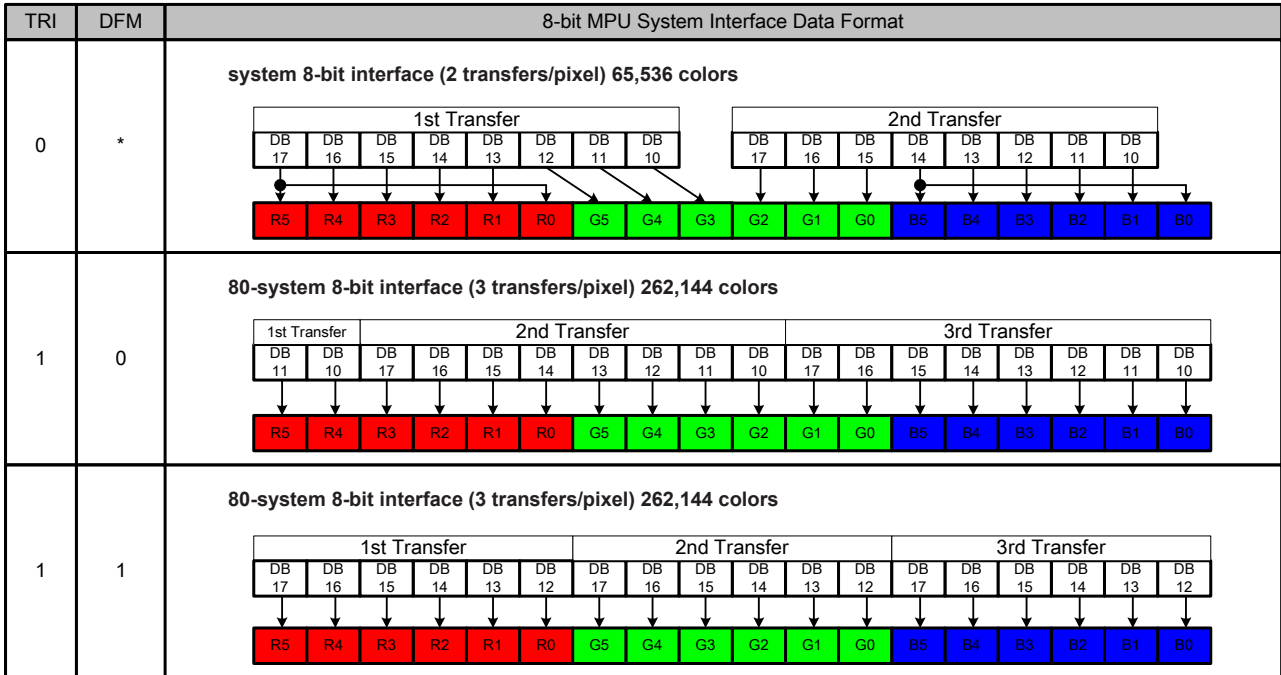 TRI DFM 8-bit MPU System Interface Data Format
system 8-bit interface (2 transfers/pixel) 65,536 colors
1st Transfer 2nd Transfer
DB DB DB DB DB DB DB DB DB DB DB DB DB DB DB DB
17 16 15 14 13 12 11 10 17 16 15 14 13 12 11 10
0 *
R5 R4 R3 R2 R1 R0 G5 G4 G3 G2 G1 G0 B5 B4 B3 B2 B1 B0
80-system 8-bit interface (3 transfers/pixel) 262,144 colors
1st Transfer 2nd Transfer 3rd Transfer
DB DB DB DB DB DB DB DB DB DB DB DB DB DB DB DB DB DB
11 10 17 16 15 14 13 12 11 10 17 16 15 14 13 12 11 10
1 0
R5 R4 R3 R2 R1 R0 G5 G4 G3 G2 G1 G0 B5 B4 B3 B2 B1 B0
80-system 8-bit interface (3 transfers/pixel) 262,144 colors
1st Transfer 2nd Transfer 3rd Transfer
DB DB DB DB DB DB DB DB DB DB DB DB DB DB DB DB DB DB
17 16 15 14 13 12 17 16 15 14 13 12 17 16 15 14 13 12
1 1
R5 R4 R3 R2 R1 R0 G5 G4 G3 G2 G1 G0 B5 B4 B3 B2 B1 B0